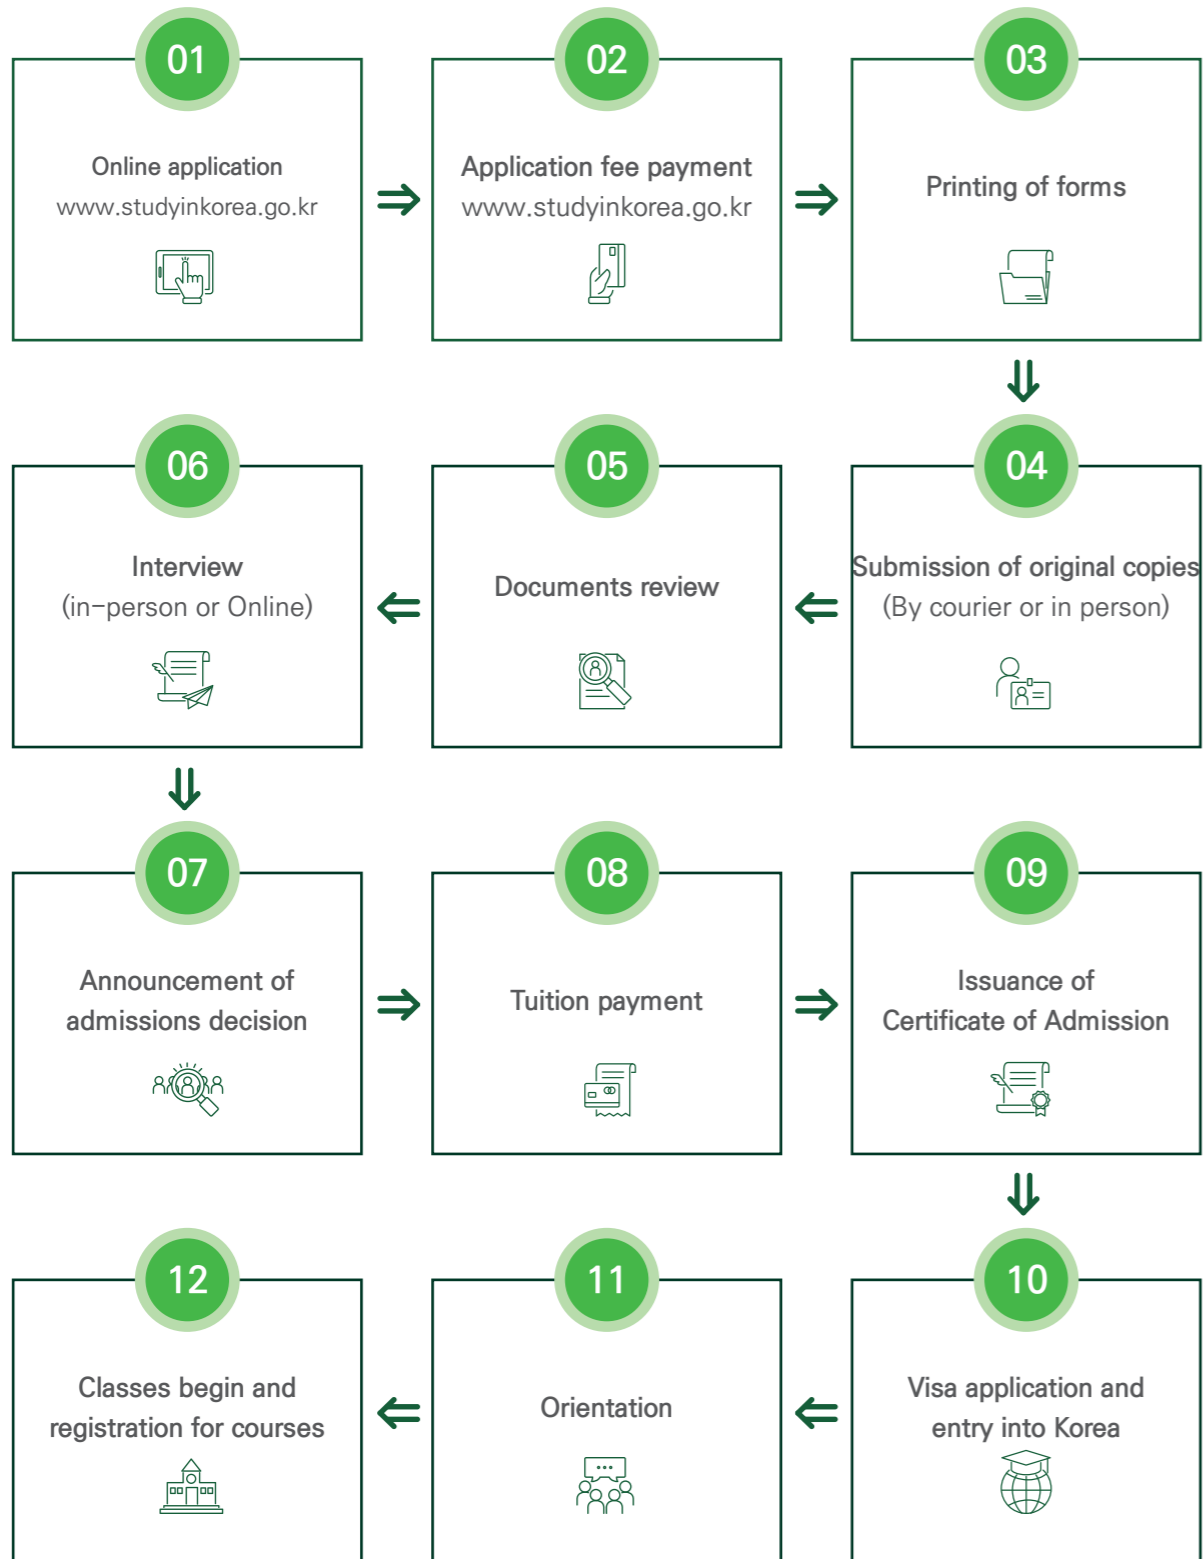 01
Online application
www.studyinkorea.go.kr
02
Application fee payment
www.studyinkorea.go.kr
03
Printing of forms
04
Submission of original copies
(By courier or in person)
05
Documents review
06
Interview
(in-person or Online)
07
Announcement of
admissions decision
08
Tuition payment
09
Issuance of
Certificate of Admission
10
Visa application and
entry into Korea
11
Orientation
12
Classes begin and
registration for courses